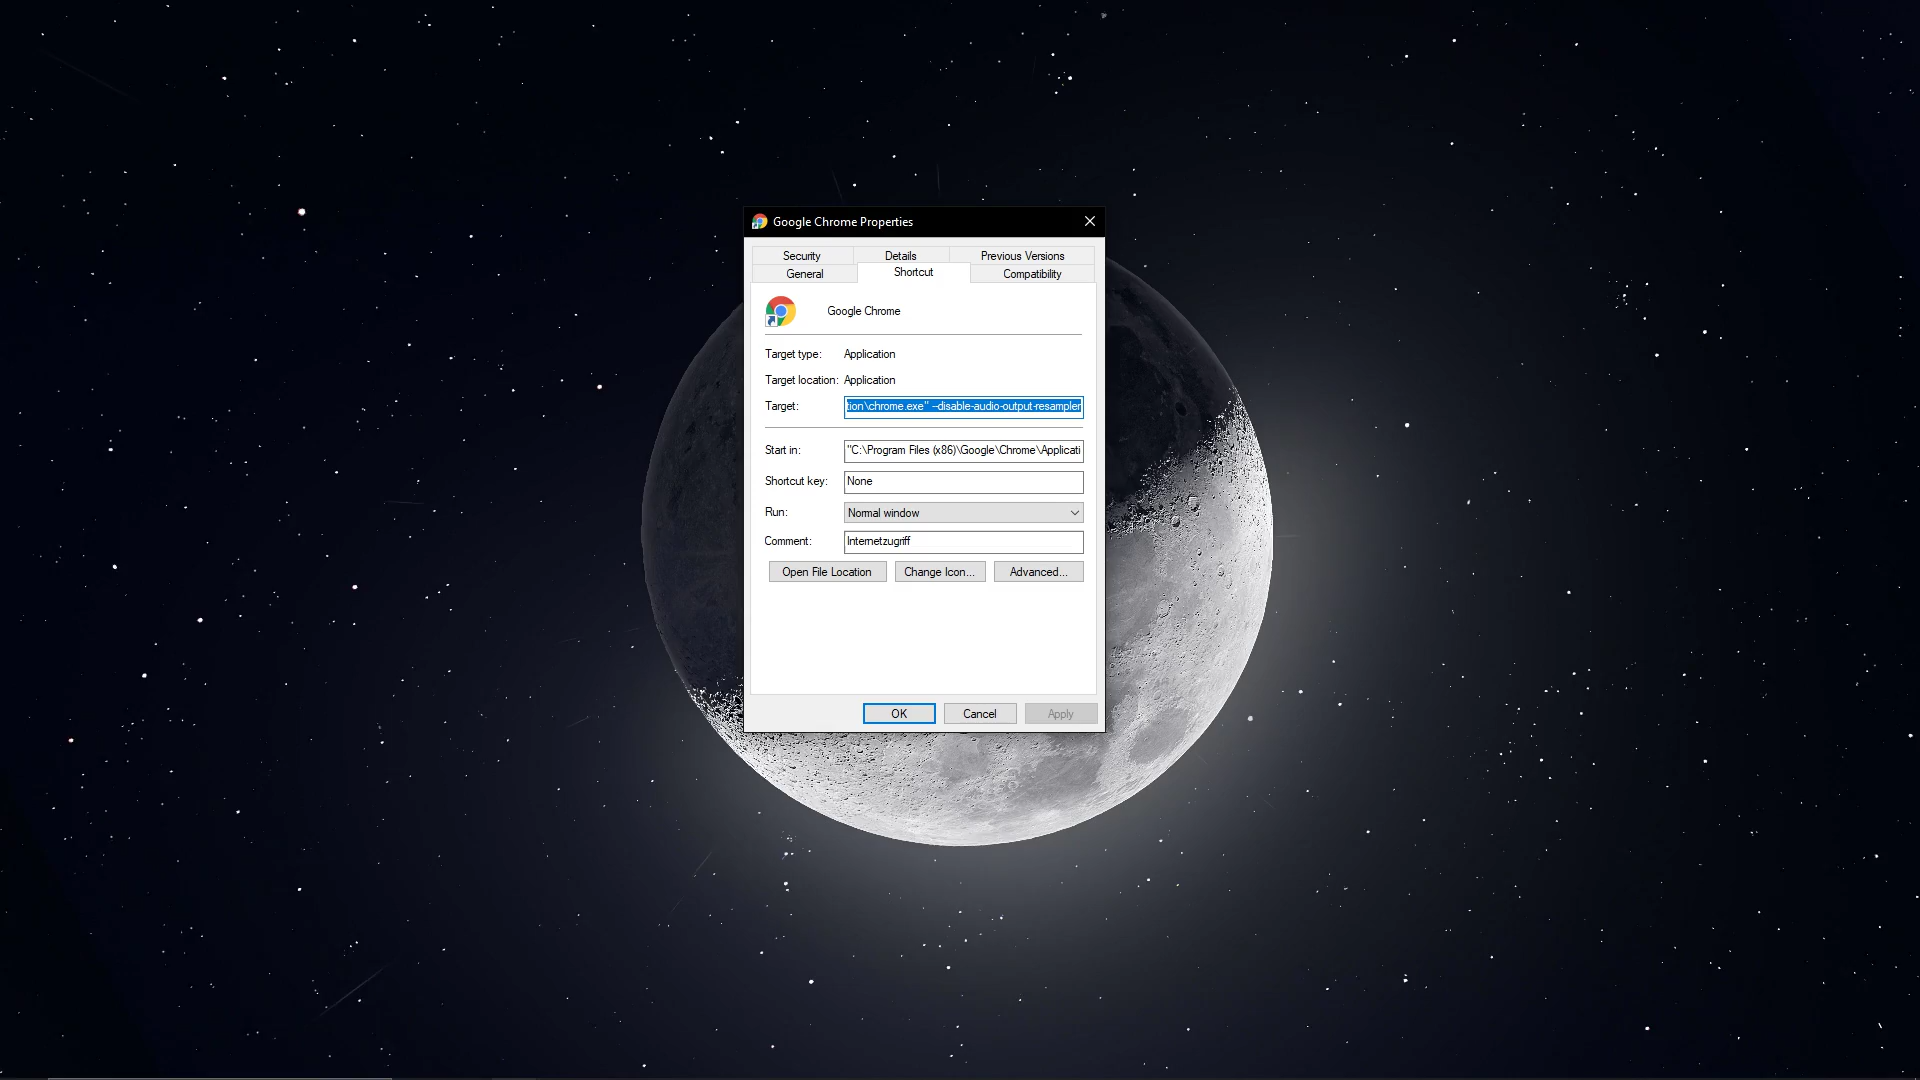 Google Chrome Properties
Security Details Previous Versions
General Shortcut Compatibility
Google Chrome
Target type: Application
Target location: Application
Target: tion\chrome.exe" --disable-audio-output-resampler
Start in: "C:\Program Files (x86)\Google\Chrome\Applicati
Shortcut key: None
Run: Normal window
Comment: Internetzugriff
Open File Location Change Icon... Advanced...
OK Cancel Apply